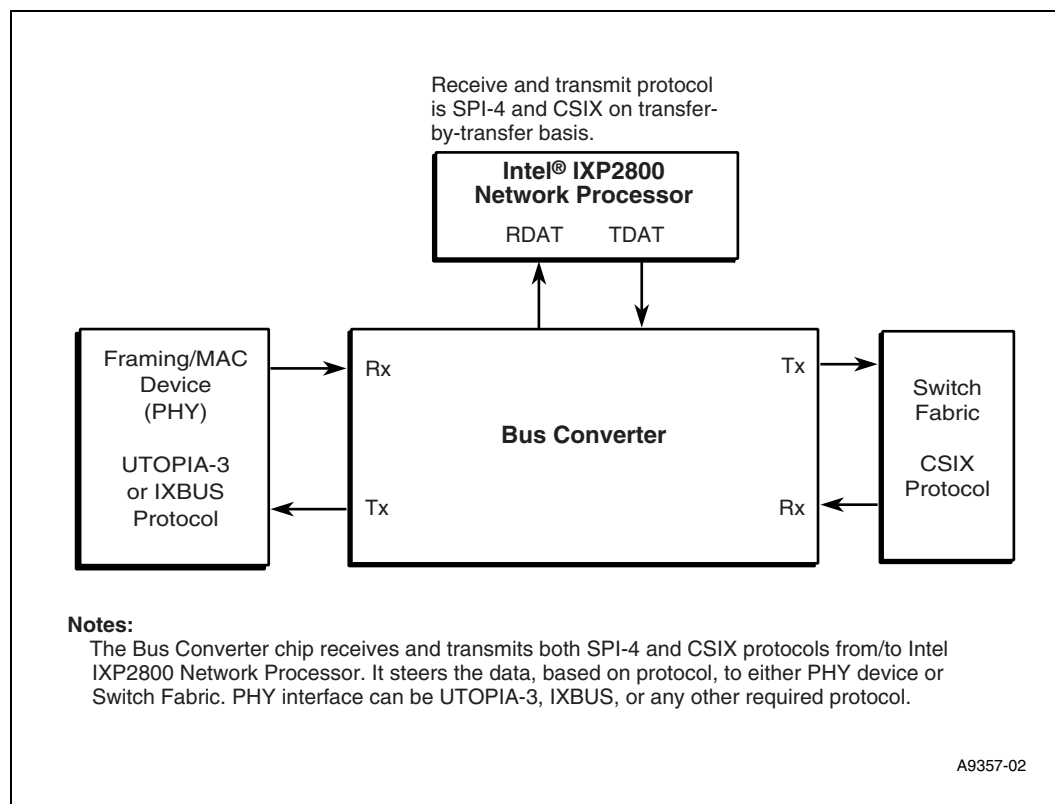 Receive and transmit protocol
is SPI-4 and CSIX on transfer-
by-transfer basis.
Intel® IXP2800
Network Processor
RDAT TDAT
Framing/MAC
Device
(PHY)
UTOPIA-3
or IXBUS
Protocol
Rx
Tx
Bus Converter
Tx
Rx
Switch
Fabric
CSIX
Protocol
Notes:
The Bus Converter chip receives and transmits both SPI-4 and CSIX protocols from/to Intel
IXP2800 Network Processor. It steers the data, based on protocol, to either PHY device or
Switch Fabric. PHY interface can be UTOPIA-3, IXBUS, or any other required protocol.
A9357-02